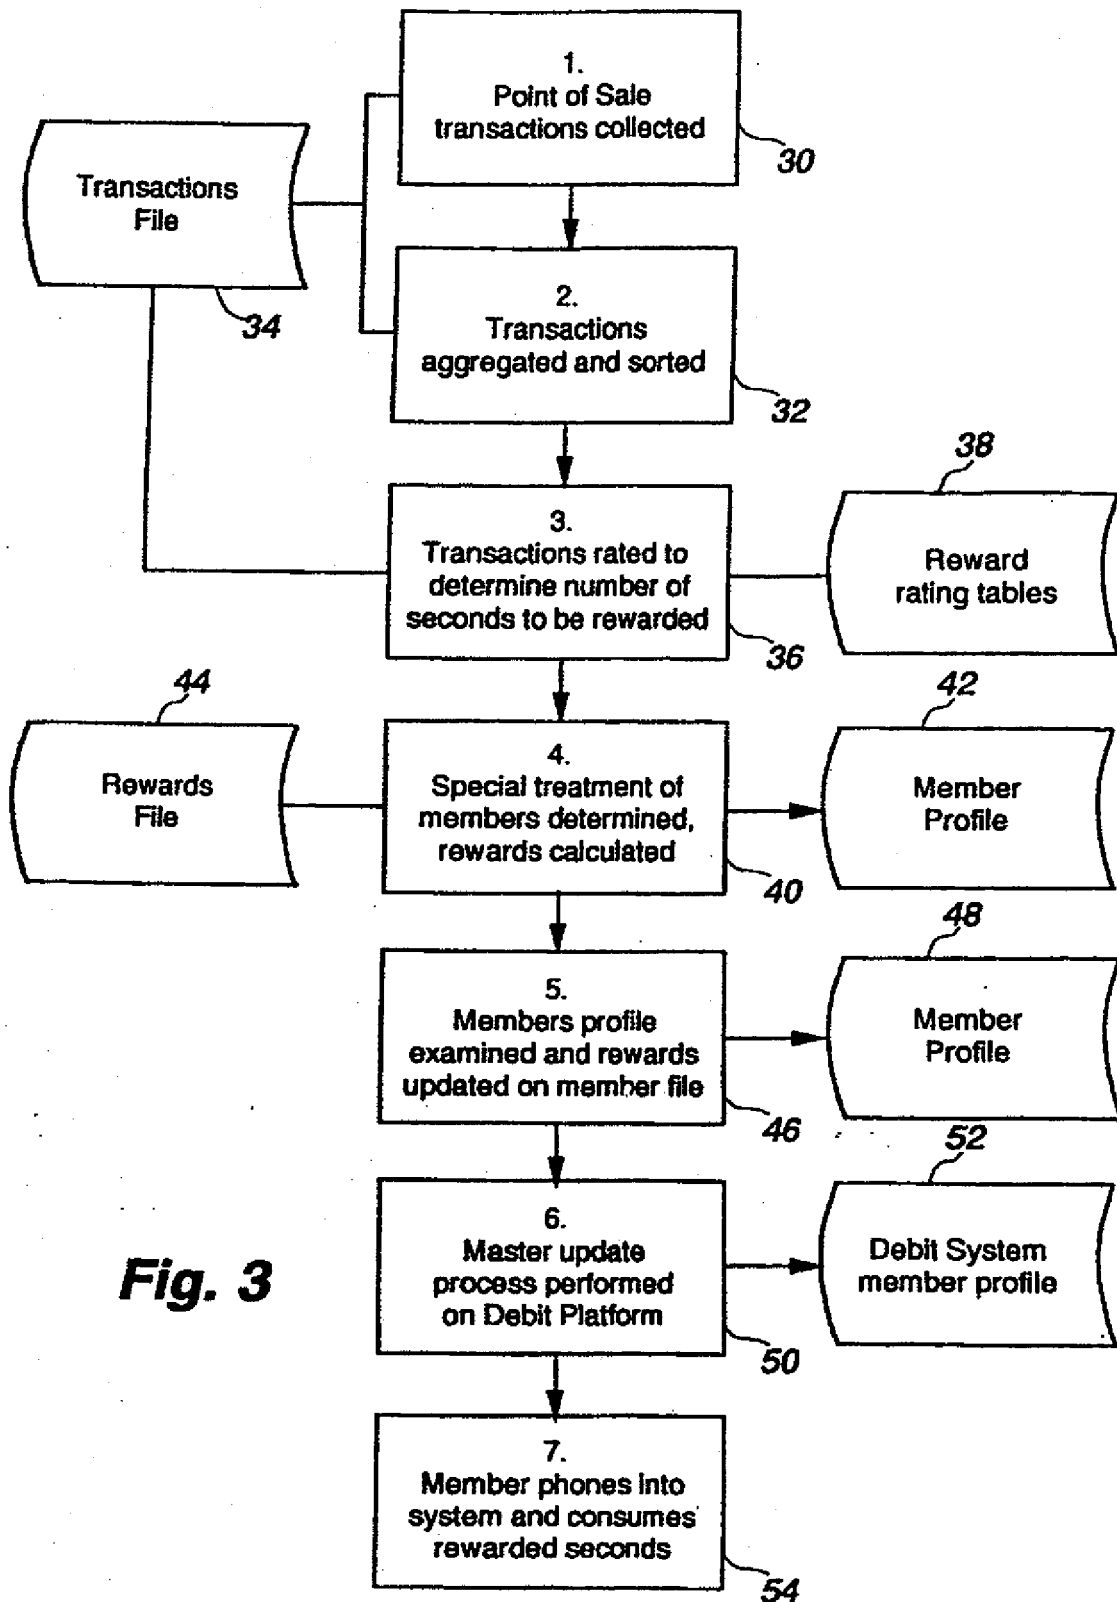 1.
Point of Sale
transactions collected
30
Transactions
File
34
2.
Transactions
aggregated and sorted
32
3.
Transactions rated to
determine number of
seconds to be rewarded
36
38
Reward
rating tables
44
Rewards
File
4.
Special treatment of
members determined,
rewards calculated
40
42
Member
Profile
5.
Members profile
examined and rewards
updated on member file
46
48
Member
Profile
6.
Master update
process performed
on Debit Platform
50
52
Debit System
member profile
Fig. 3
7.
Member phones into
system and consumes
rewarded seconds
54